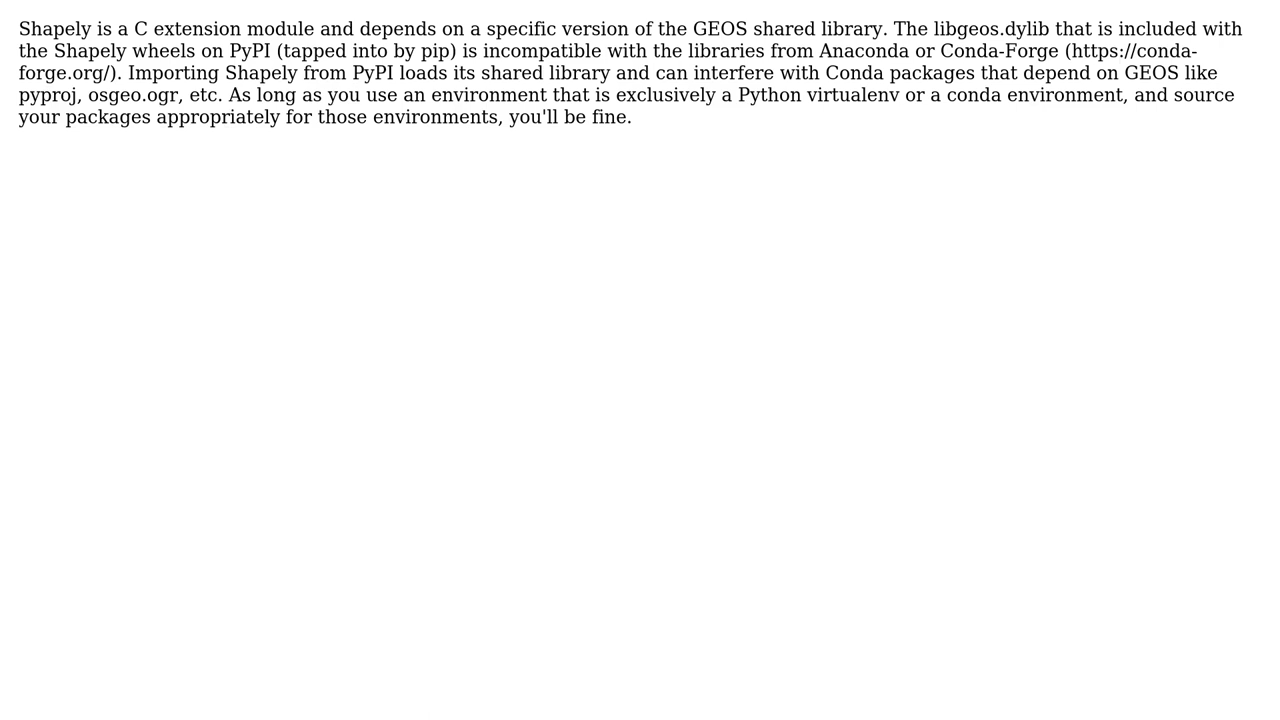 Shapely is a C extension module and depends on a specific version of the GEOS shared library. The libgeos.dylib that is included with
the Shapely wheels on PyPI (tapped into by pip) is incompatible with the libraries from Anaconda or Conda-Forge (https://conda-
forge.org/). Importing Shapely from PyPI loads its shared library and can interfere with Conda packages that depend on GEOS like
pyproj, osgeo.ogr, etc. As long as you use an environment that is exclusively a Python virtualenv or a conda environment, and source
your packages appropriately for those environments, you'll be fine.